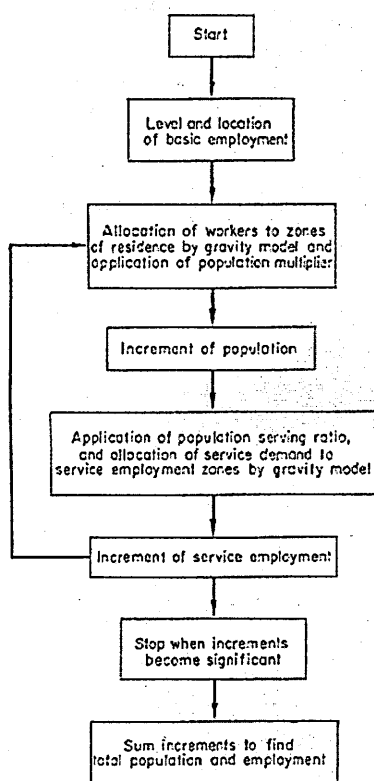 Start
Level and location
of basic employment
Allocation of workers to zones
of residence by gravity model and
application of population multiplier
Increment of population
Application of population serving ratio,
and allocation of service demand to
service employment zones by gravity model
Increment of service employment
Stop when increments
become significant
Sum increments to find
total population and employment